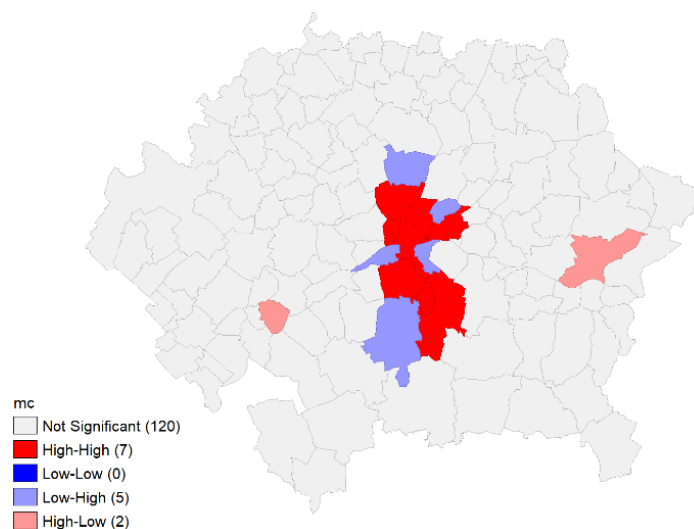 mc
Not Significant (120)
High-High (7)
Low-Low (0)
Low-High (5)
High-Low (2)